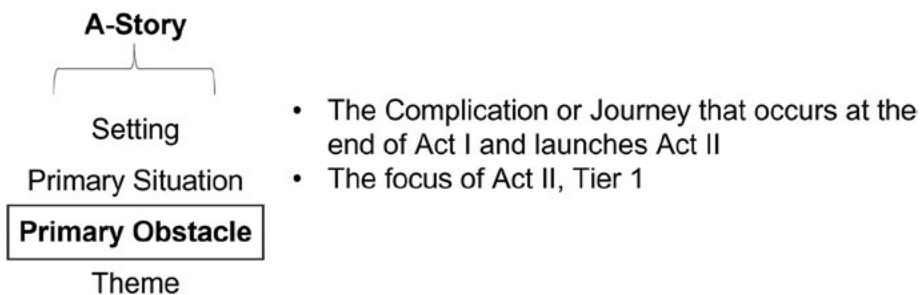 A-Story
Setting
Primary Situation
Primary Obstacle
Theme
• The Complication or Journey that occurs at the
end of Act I and launches Act II
• The focus of Act II, Tier 1